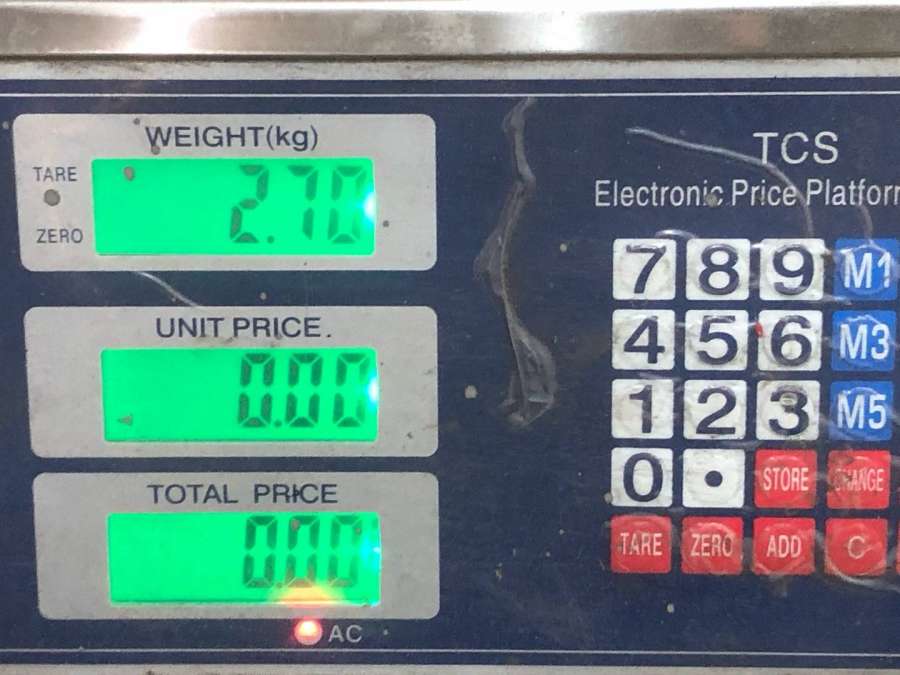 WEIGHT(kg)
TARE
2.70
ZERO
UNIT PRICE.
0.00
TOTAL PRICE
0.00
AC
TCS
Electronic Price Platform
7 8 9 M1
4 5 6 M3
1 2 3 M5
0 . STORE CHANGE
TARE ZERO ADD C